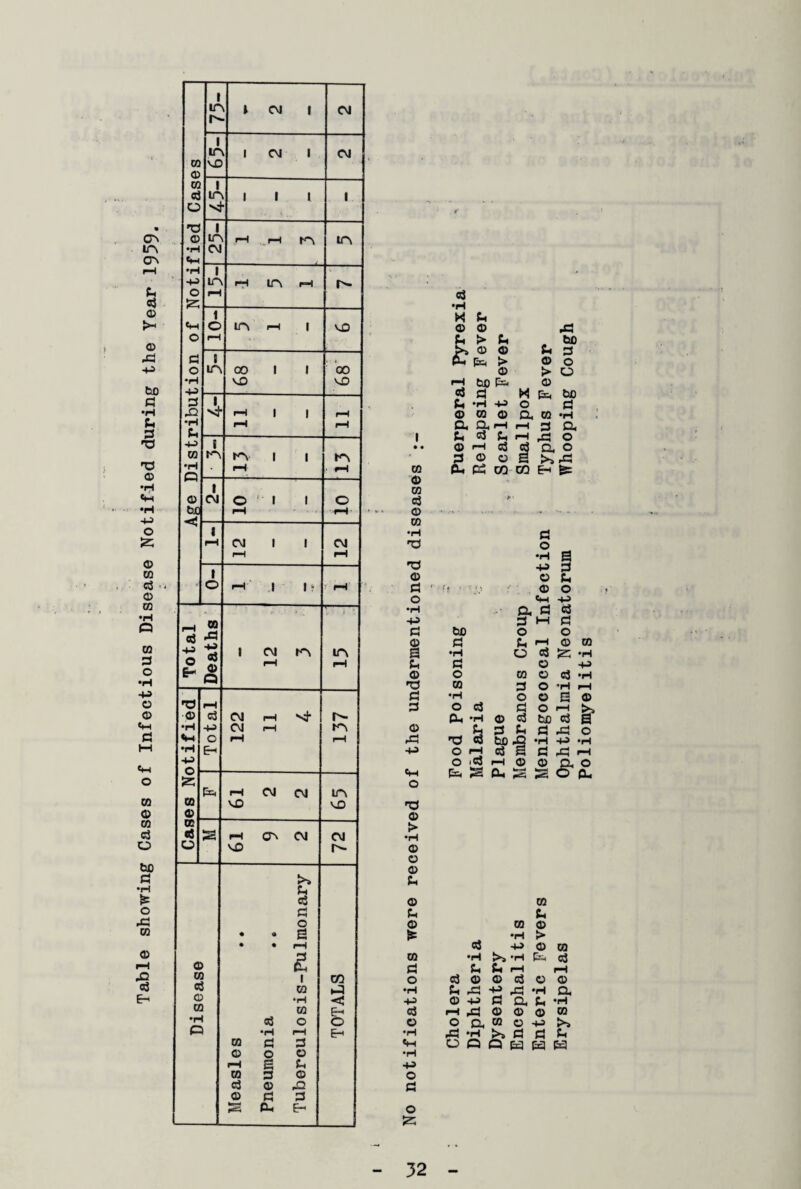 Table showing Cases of Infectious Disease Notified during the year 1959.
Disease Cases Notified Total Deaths Age Distribution of Notified Cases
M F Total 0- 1- 2- 3- 4- 5- 10- 15- 25- 45- 65- 75-
Measles .. 61 61 122 - 1 12 10 13 11 68 5 1 1 - - -
Pneumonia .. 9 2 11 12 - - - - - - 1 5 1 - 2 2
Tuberculosis-Pulmonary 2 2 4 3 - - - - - - - 1 3 - - -
TOTALS 72 65 137 15 1 12 10 13 11 68 6 7 5 - 2 2
No notifications were received of the undermentioned diseases :-
Cholera Food Poisoning Puerperal Pyrexia
Diphtheria Malaria Relapsing Fever
Dysentery Plague Scarlet Fever
Encephalitis Membranous Croup Smallpox
Enteric Fevers Meningococcal Infection Typhus Fever
Erysipelas Opthalmia Neonatorum Whooping Cough
Poliomyelitis
- 32 -